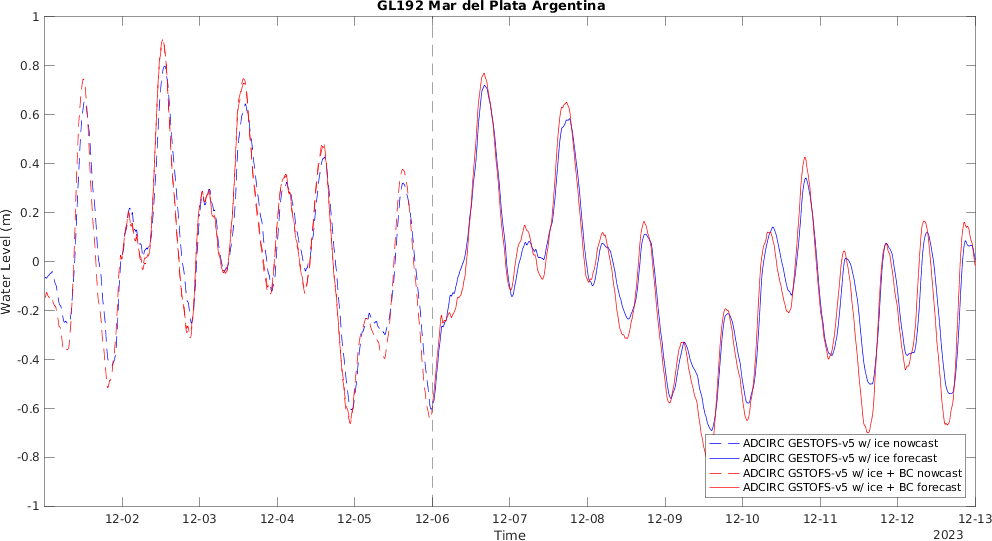 GL192 Mar del Plata Argentina
1
0.8
0.6
0.4
0.2
0
-0.2
-0.4
-0.6
-0.8
-1
Water Level (m)
ADCIRC GESTOFS-v5 w/ ice nowcast
ADCIRC GESTOFS-v5 w/ ice forecast
ADCIRC GSTOFS-v5 w/ ice + BC nowcast
ADCIRC GSTOFS-v5 w/ ice + BC forecast
12-02 12-03 12-04 12-05 12-06 12-07 12-08 12-09 12-10 12-11 12-12 12-13
Time
2023